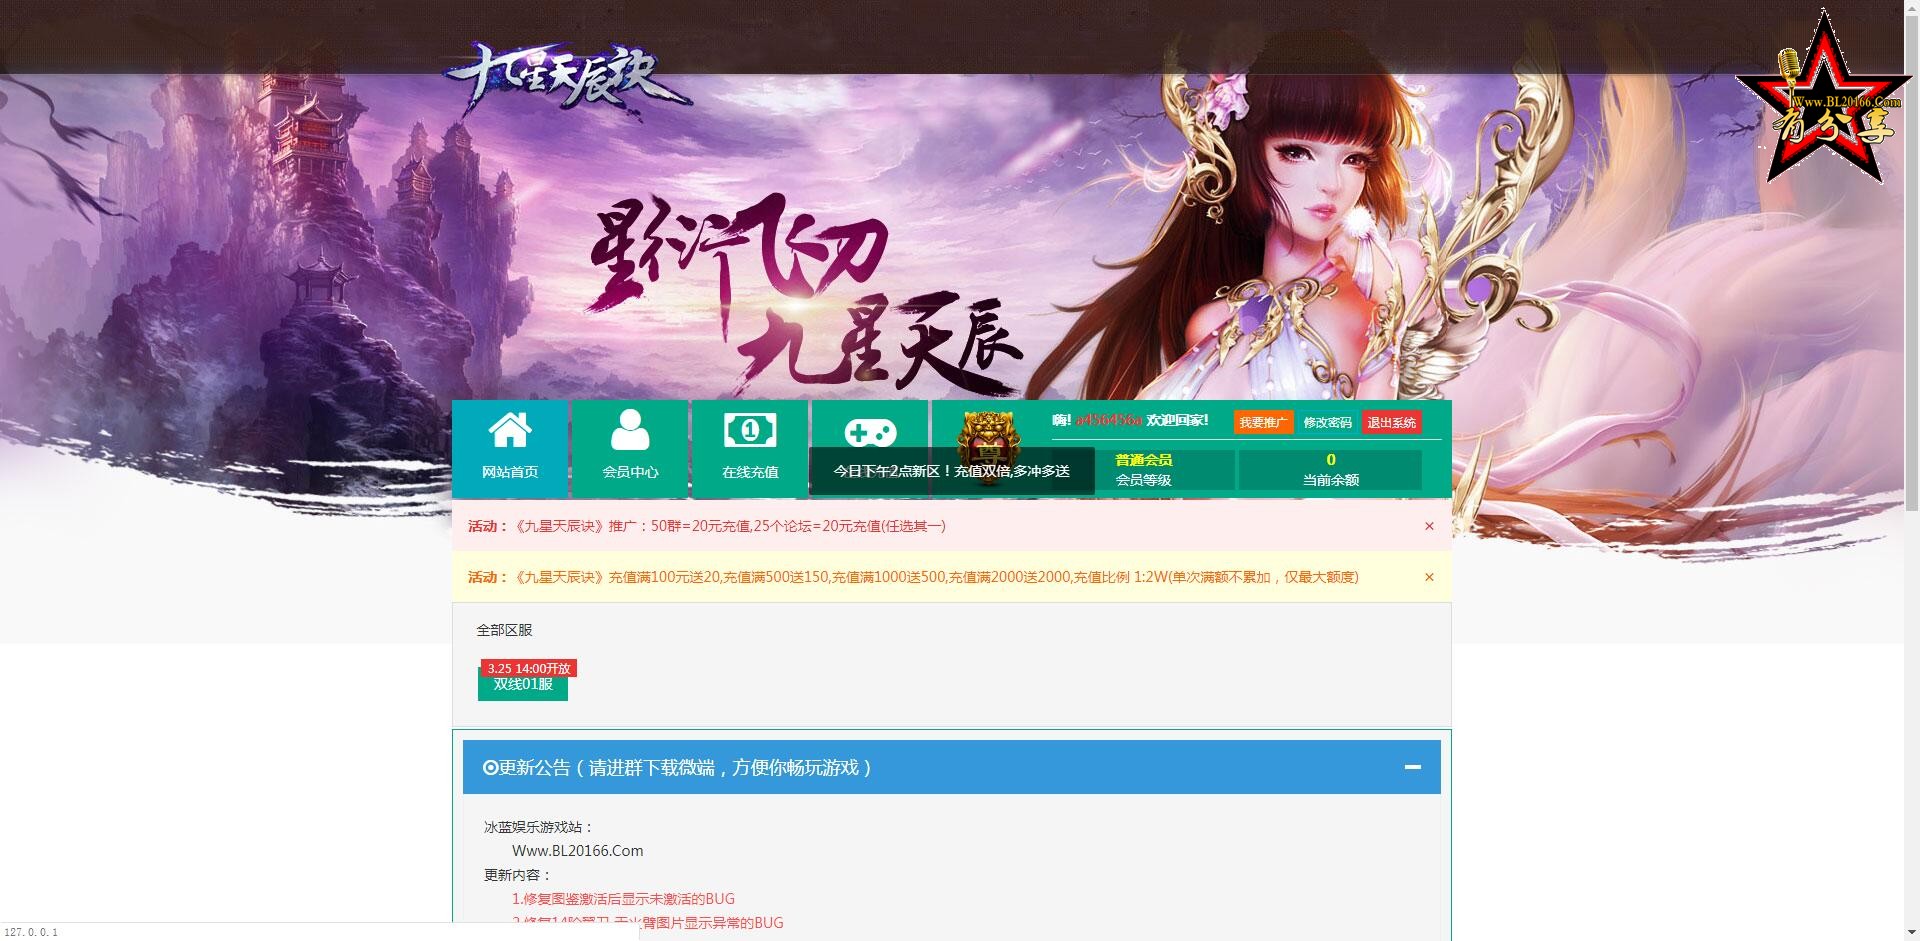 九星天辰诀
Www.BL20166.Com
有分享
飞刀
九星天辰
网站首页
会员中心
在线充值
尊
嗨! a456456a 欢迎回家!
我要推广
修改密码
退出系统
今日下午2点新区！充值双倍,多冲多送
普通会员
会员等级
0
当前余额
活动：《九星天辰诀》推广：50群=20元充值,25个论坛=20元充值(任选其一)
×
活动：《九星天辰诀》充值满100元送20,充值满500送150,充值满1000送500,充值满2000送2000,充值比例 1:2W(单次满额不累加，仅最大额度)
×
全部区服
3.25 14:00开放
双线01服
更新公告（请进群下载微端，方便你畅玩游戏）
冰蓝娱乐游戏站：
Www.BL20166.Com
更新内容：
1.修复图鉴激活后显示未激活的BUG
2.修复14阶翼刃,臂图片显示异常的BUG
127.0.0.1